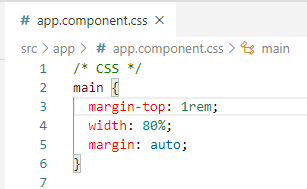 # app.component.css ×
src > app > # app.component.css > main
1 /* CSS */
2 main {
3   margin-top: 1rem;
4   width: 80%;
5   margin: auto;
6 }